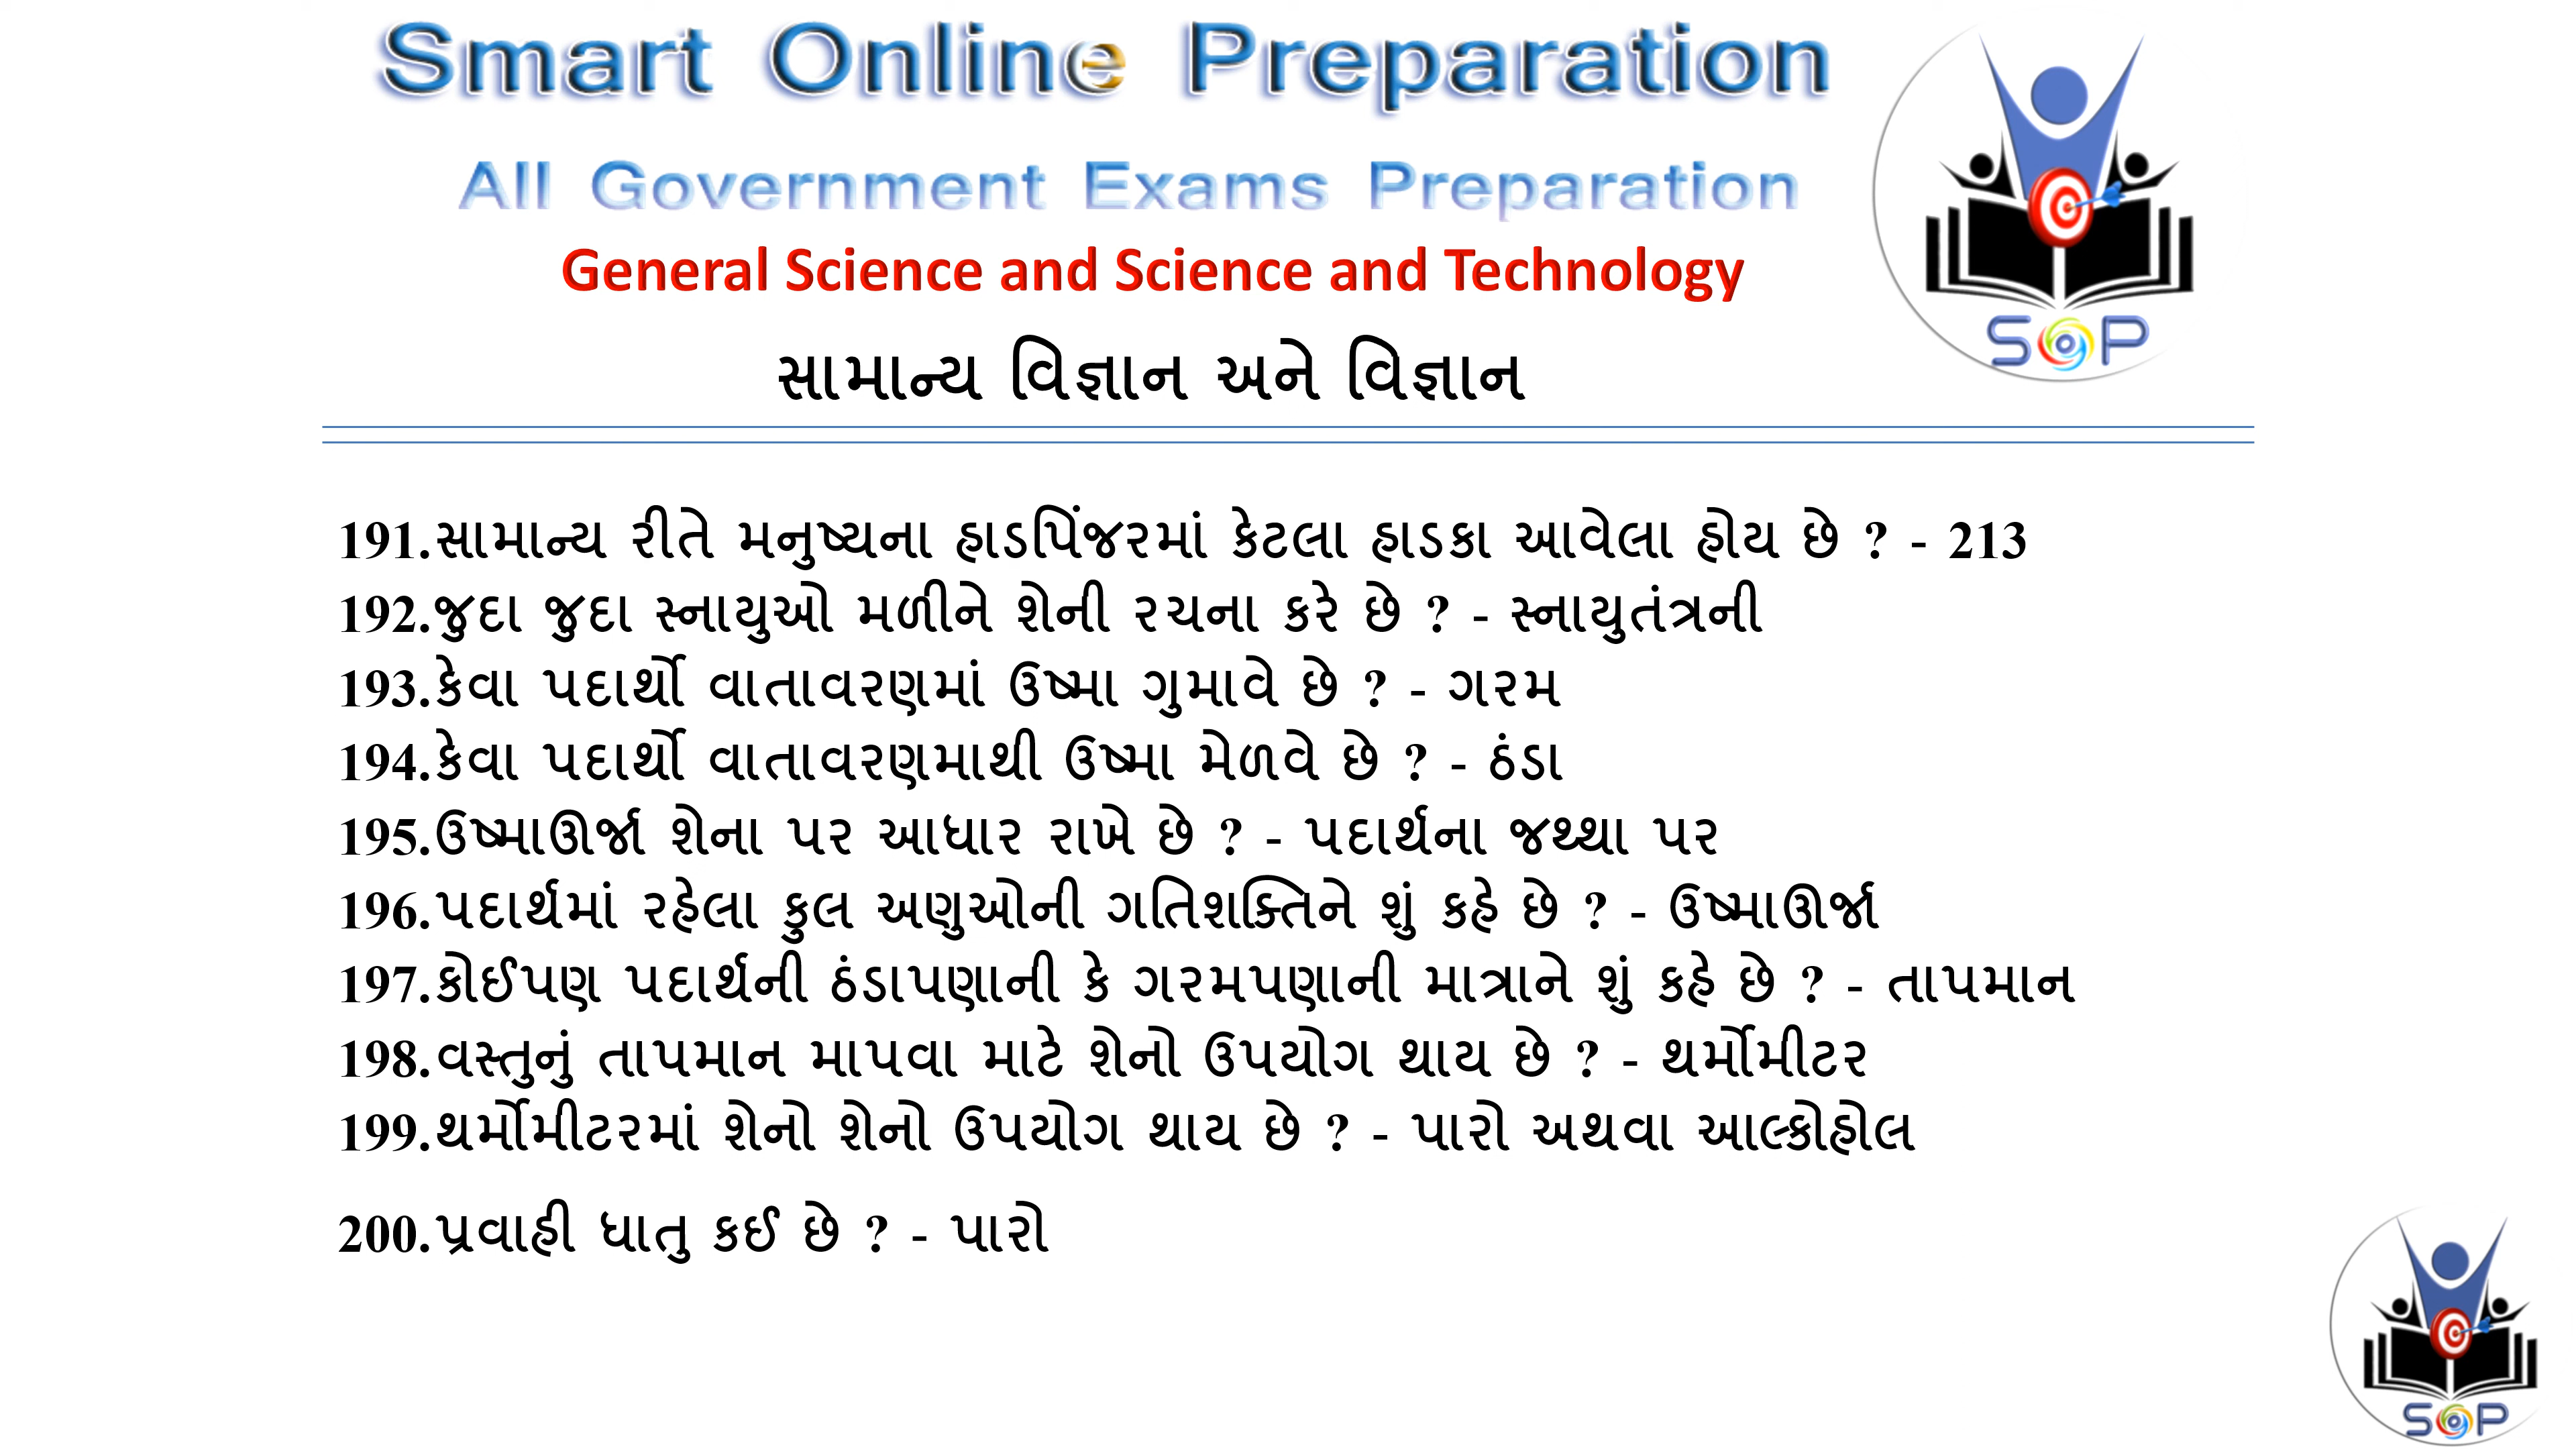 Smart Online Preparation
All Government Exams Preparation
General Science and Science and Technology
SOP
સામાન્ય વિજ્ઞાન અને વિજ્ઞાન
191.સામાન્ય રીતે મનુષ્યના હાડપિંજરમાં કેટલા હાડકા આવેલા હોય છે ? - 213
192.જુદા જુદા સ્નાયુઓ મળીને શેની રચના કરે છે ? - સ્નાયુતંત્રની
193.કેવા પદાર્થો વાતાવરણમાં ઉષ્મા ગુમાવે છે ? - ગરમ
194.કેવા પદાર્થો વાતાવરણમાથી ઉષ્મા મેળવે છે ? - ઠંડા
195.ઉષ્માઊર્જા શેના પર આધાર રાખે છે ? - પદાર્થના જથ્થા પર
196.પદાર્થમાં રહેલા કુલ અણુઓની ગતિશક્તિને શું કહે છે ? - ઉષ્માઊર્જા
197.કોઈપણ પદાર્થની ઠંડાપણાની કે ગરમપણાની માત્રાને શું કહે છે ? - તાપમાન
198.વસ્તુનું તાપમાન માપવા માટે શેનો ઉપયોગ થાય છે ? - થર્મોમીટર
199.થર્મોમીટરમાં શેનો શેનો ઉપયોગ થાય છે ? - પારો અથવા આલ્કોહોલ
200.પ્રવાહી ધાતુ કઈ છે ? - પારો
SOP